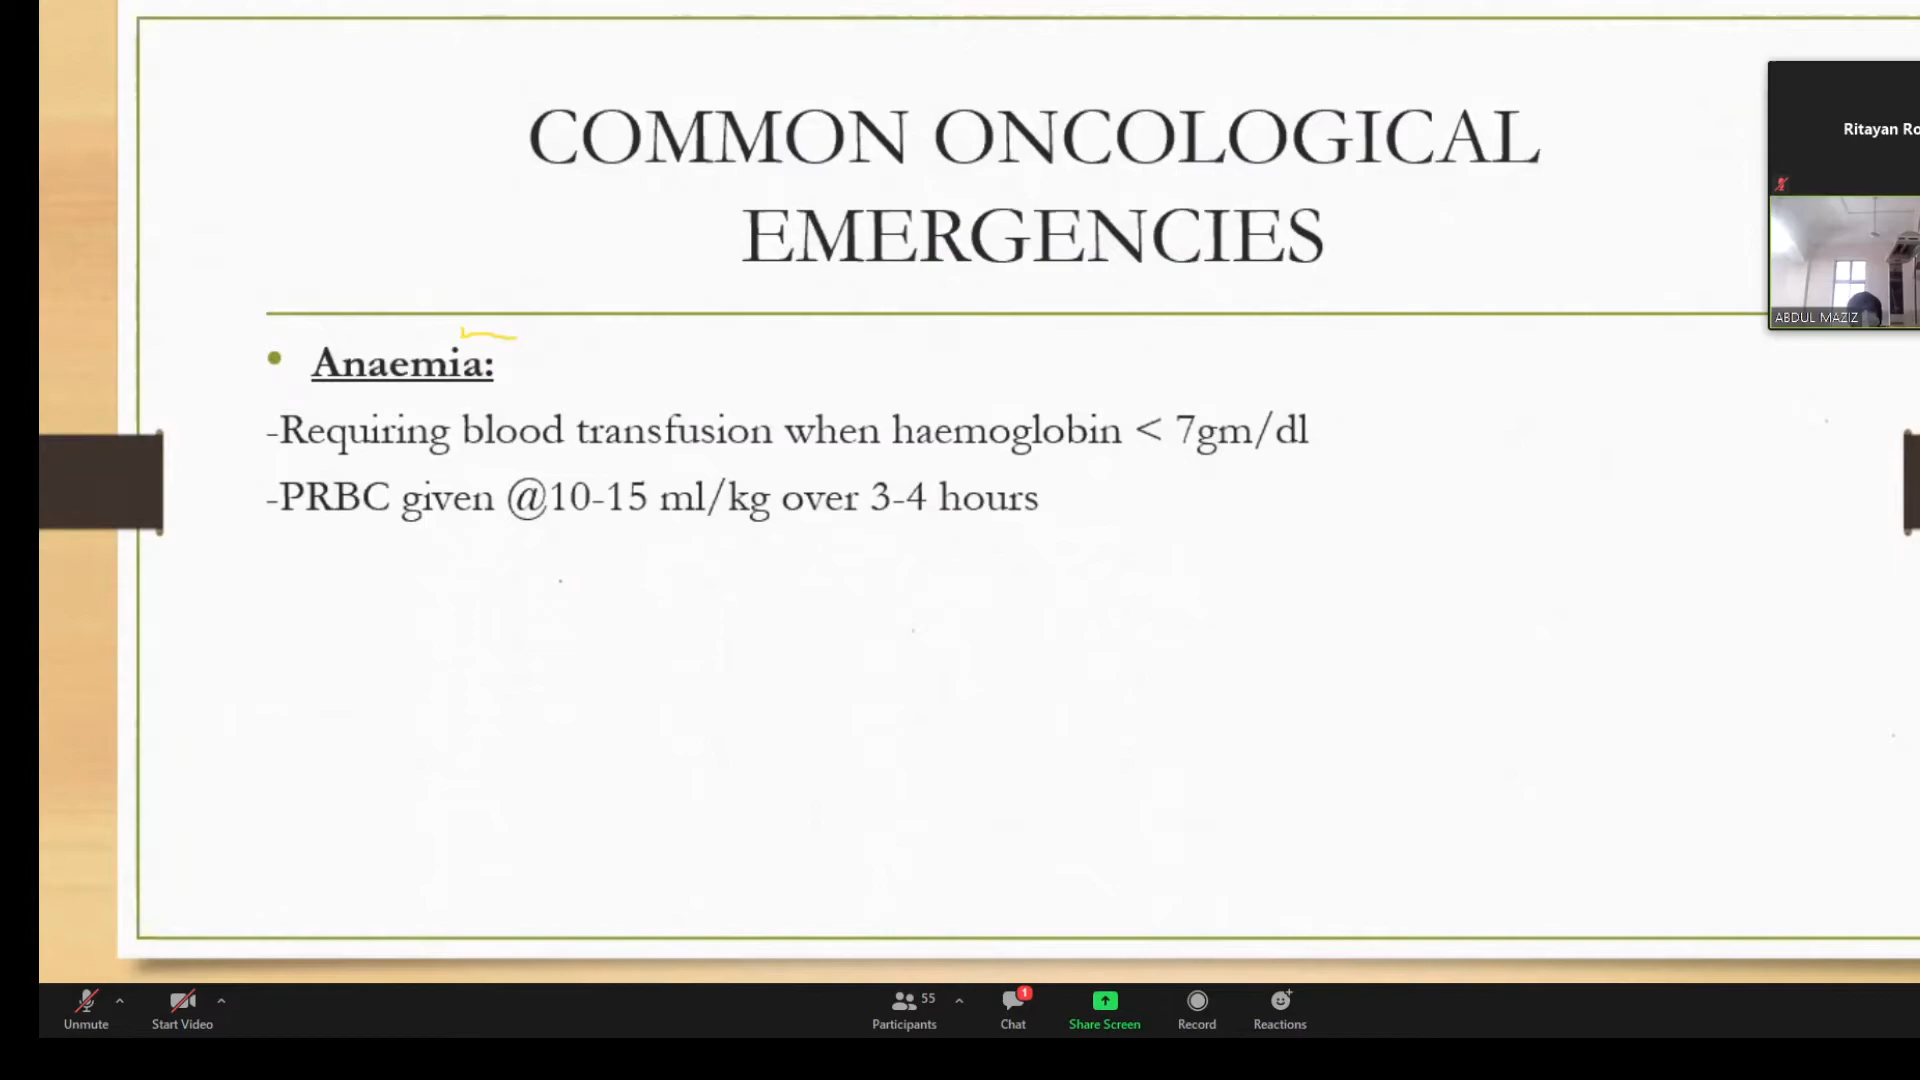 COMMON ONCOLOGICAL
EMERGENCIES
Anaemia:
-Requiring blood transfusion when haemoglobin < 7gm/dl
-PRBC given @10-15 ml/kg over 3-4 hours
Ritayan Ro
ABDUL MAZIZ
Unmute
Start Video
55
Participants
1
Chat
Share Screen
Record
Reactions